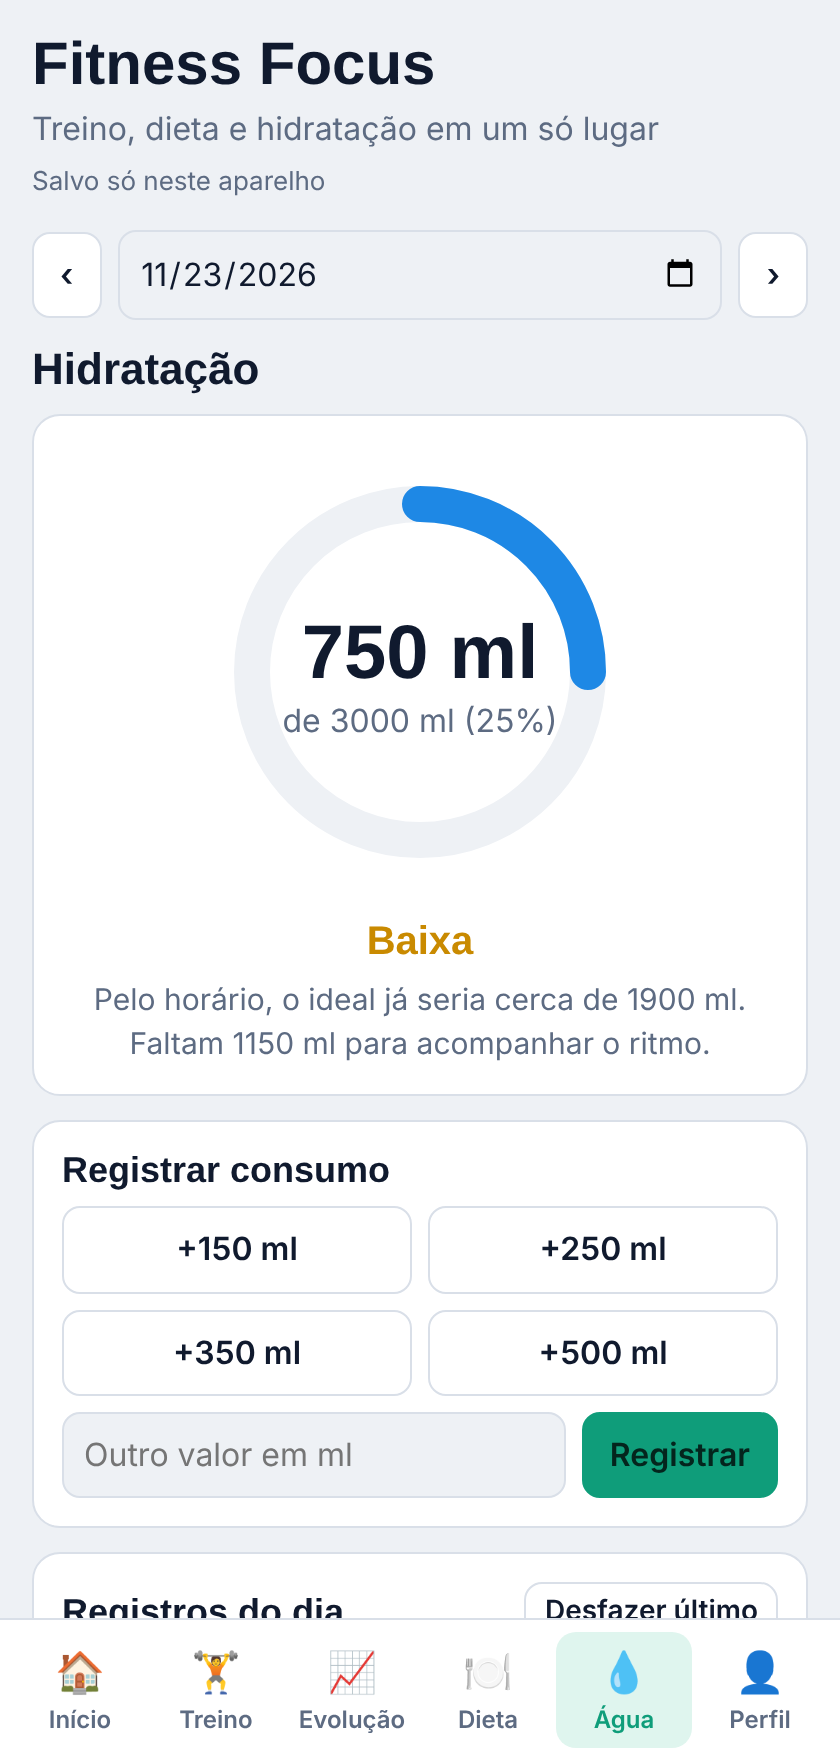 Fitness Focus
Treino, dieta e hidratação em um só lugar
Salvo só neste aparelho
‹ 11/23/2026 ›
Hidratação
750 ml
de 3000 ml (25%)
Baixa
Pelo horário, o ideal já seria cerca de 1900 ml.
Faltam 1150 ml para acompanhar o ritmo.
Registrar consumo
+150 ml +250 ml
+350 ml +500 ml
Outro valor em ml Registrar
Registros do dia Desfazer último
Início Treino Evolução Dieta Água Perfil